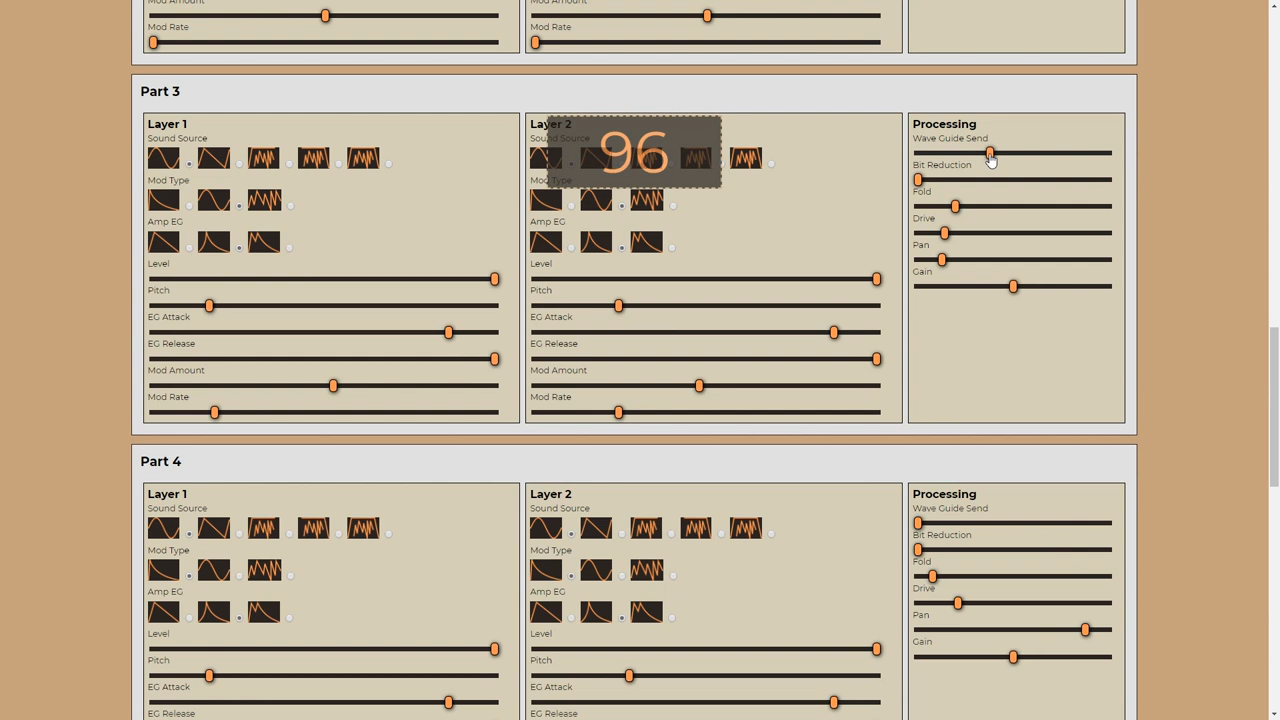 Mod Amount
Mod Amount
Mod Rate
Mod Rate
Part 3
Layer 1
Sound Source
Mod Type
Amp EG
Level
Pitch
EG Attack
EG Release
Mod Amount
Mod Rate
Layer 2
Sound Source
96
Mod Type
Amp EG
Level
Pitch
EG Attack
EG Release
Mod Amount
Mod Rate
Processing
Wave Guide Send
Bit Reduction
Fold
Drive
Pan
Gain
Part 4
Layer 1
Sound Source
Mod Type
Amp EG
Level
Pitch
EG Attack
EG Release
Layer 2
Sound Source
Mod Type
Amp EG
Level
Pitch
EG Attack
EG Release
Processing
Wave Guide Send
Bit Reduction
Fold
Drive
Pan
Gain